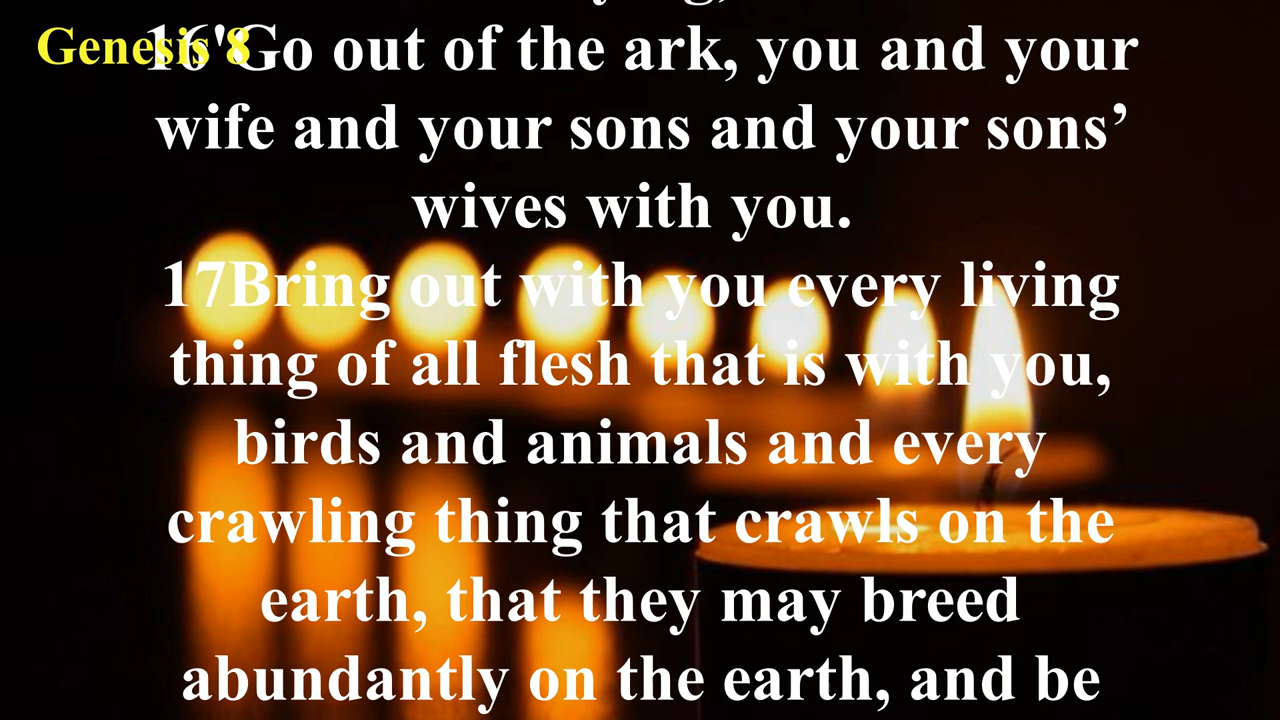 Genesis 8
16"Go out of the ark, you and your
wife and your sons and your sons’
wives with you.
17Bring out with you every living
thing of all flesh that is with you,
birds and animals and every
crawling thing that crawls on the
earth, that they may breed
abundantly on the earth, and be